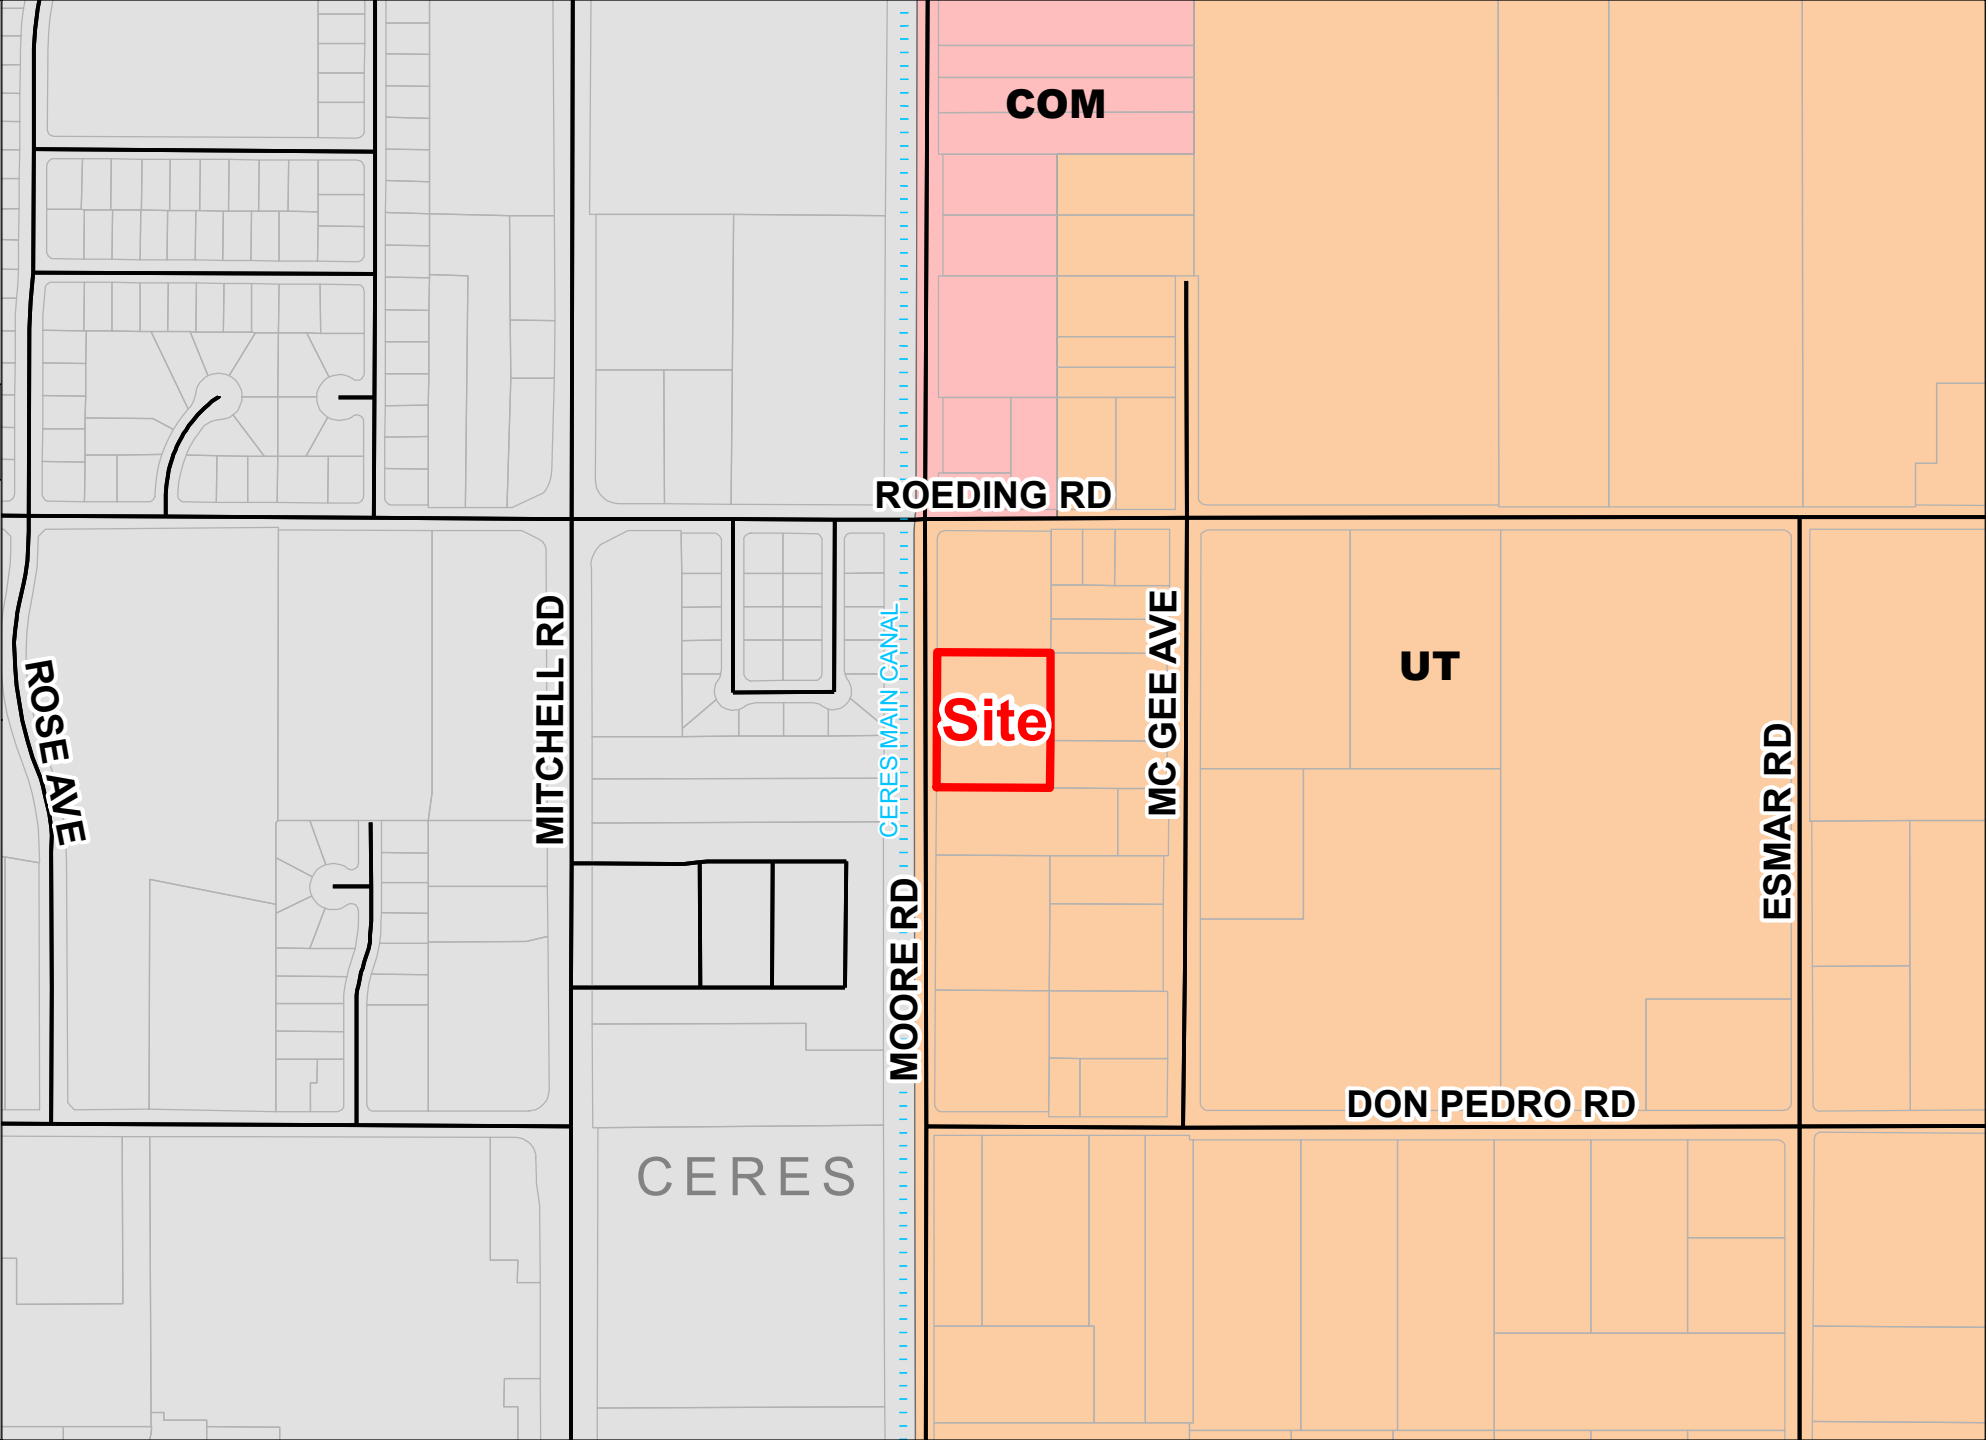 COM
ROEDING RD
ROSE AVE
MITCHELL RD
CERES MAIN CANAL
Site
MC GEE AVE
UT
ESMAR RD
MOORE RD
DON PEDRO RD
CERES